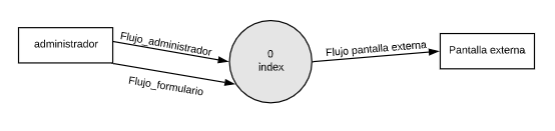 administrador
Flujo_administrador
Flujo_formulario
0
index
Flujo pantalla externa
Pantalla externa